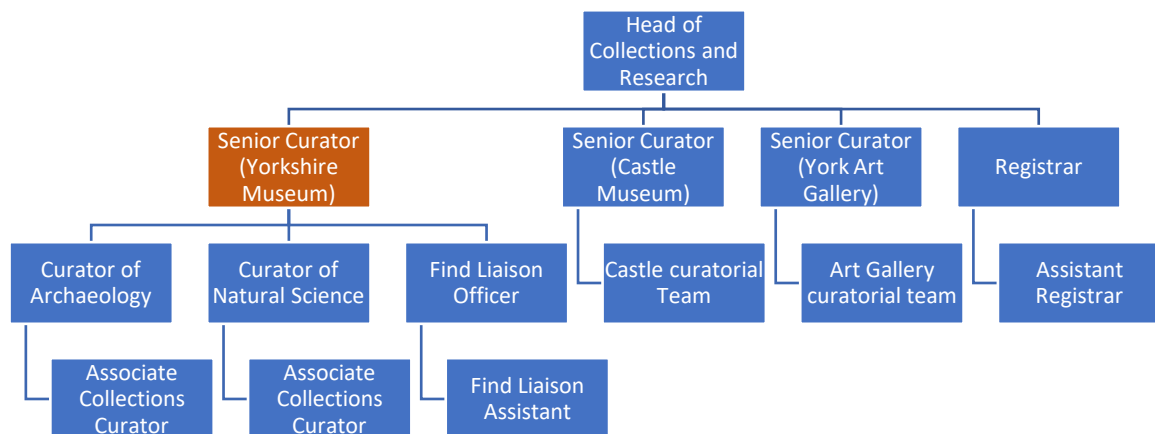 Head of
Collections and
Research
Senior Curator
(Yorkshire
Museum)
Senior Curator
(Castle
Museum)
Senior Curator
(York Art
Gallery)
Registrar
Curator of
Archaeology
Curator of
Natural Science
Find Liaison
Officer
Castle curatorial
Team
Art Gallery
curatorial team
Assistant
Registrar
Associate
Collections
Curator
Associate
Collections
Curator
Find Liaison
Assistant